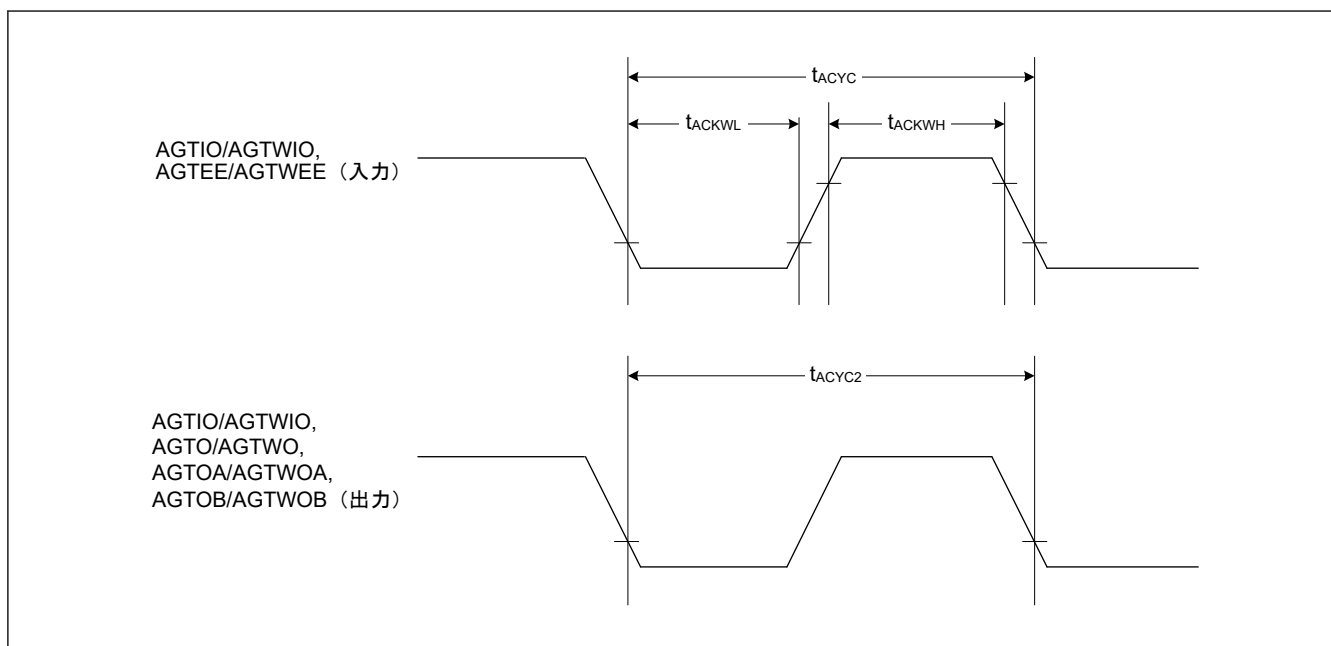 tACYC
tACKWL
tACKWH
AGTIO/AGTWIO,
AGTEE/AGTWEE（入力）
tACYC2
AGTIO/AGTWIO,
AGTO/AGTWO,
AGTOA/AGTWOA,
AGTOB/AGTWOB（出力）